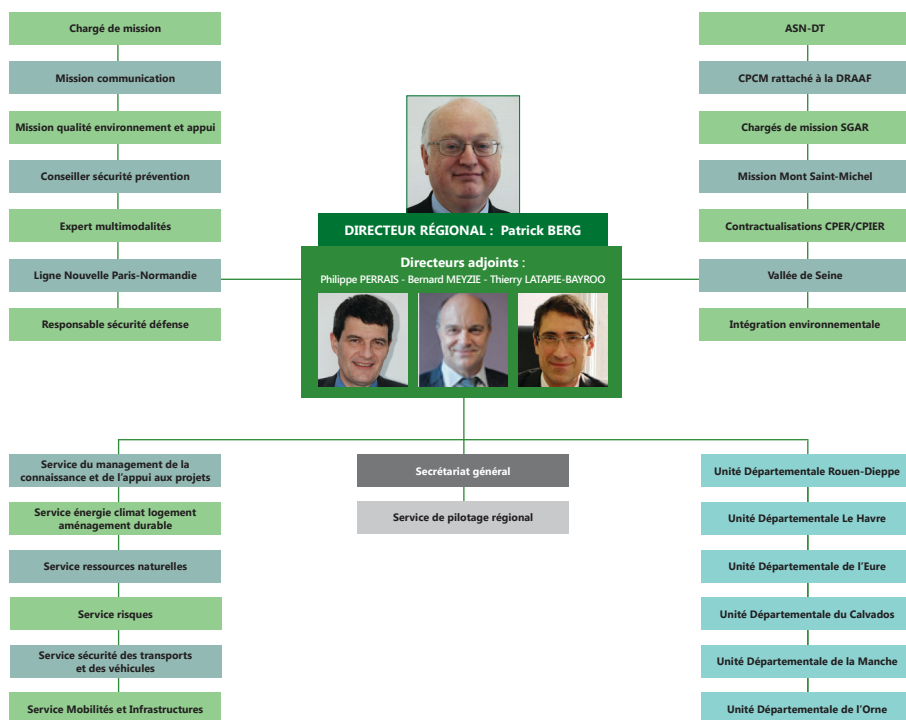 Chargé de mission
Mission communication
Mission qualité environnement et appui
Conseiller sécurité prévention
Expert multimodalités
Ligne Nouvelle Paris-Normandie
Responsable sécurité défense
DIRECTEUR RÉGIONAL : Patrick BERG
Directeurs adjoints :
Philippe PERRAIS - Bernard MEYZIE - Thierry LATAPIE-BAYROO
ASN-DT
CPCM rattaché à la DRAAF
Chargés de mission SGAR
Mission Mont Saint-Michel
Contractualisations CPER/CPIER
Vallée de Seine
Intégration environnementale
Service du management de la
connaissance et de l'appui aux projets
Service énergie climat logement
aménagement durable
Service ressources naturelles
Service risques
Service sécurité des transports
et des véhicules
Service Mobilités et Infrastructures
Secrétariat général
Service de pilotage régional
Unité Départementale Rouen-Dieppe
Unité Départementale Le Havre
Unité Départementale de l'Eure
Unité Départementale du Calvados
Unité Départementale de la Manche
Unité Départementale de l'Orne